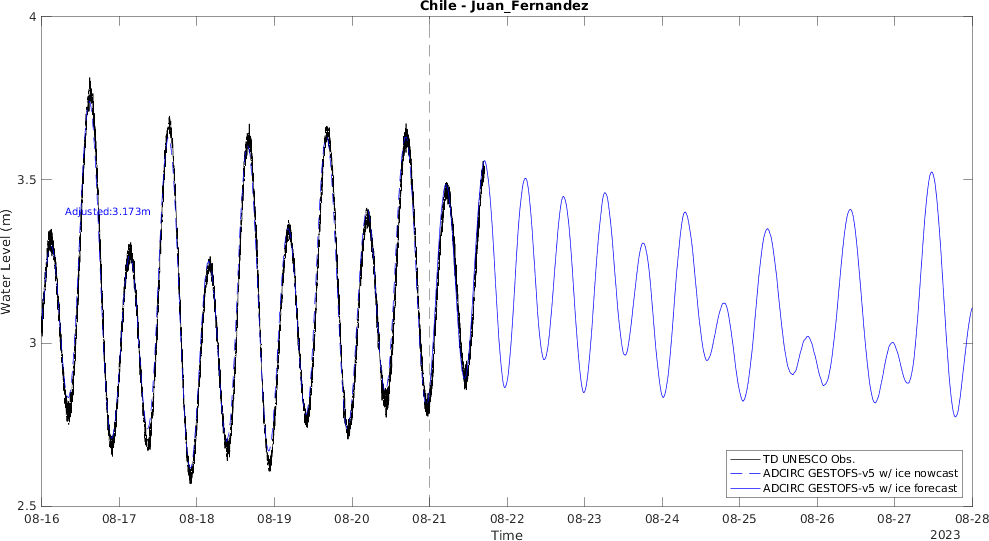 Chile - Juan_Fernandez
4
3.5
3
2.5
Water Level (m)
Adjusted:3.173m
TD UNESCO Obs.
ADCIRC GESTOFS-v5 w/ ice nowcast
ADCIRC GESTOFS-v5 w/ ice forecast
08-16 08-17 08-18 08-19 08-20 08-21 08-22 08-23 08-24 08-25 08-26 08-27 08-28
Time
2023